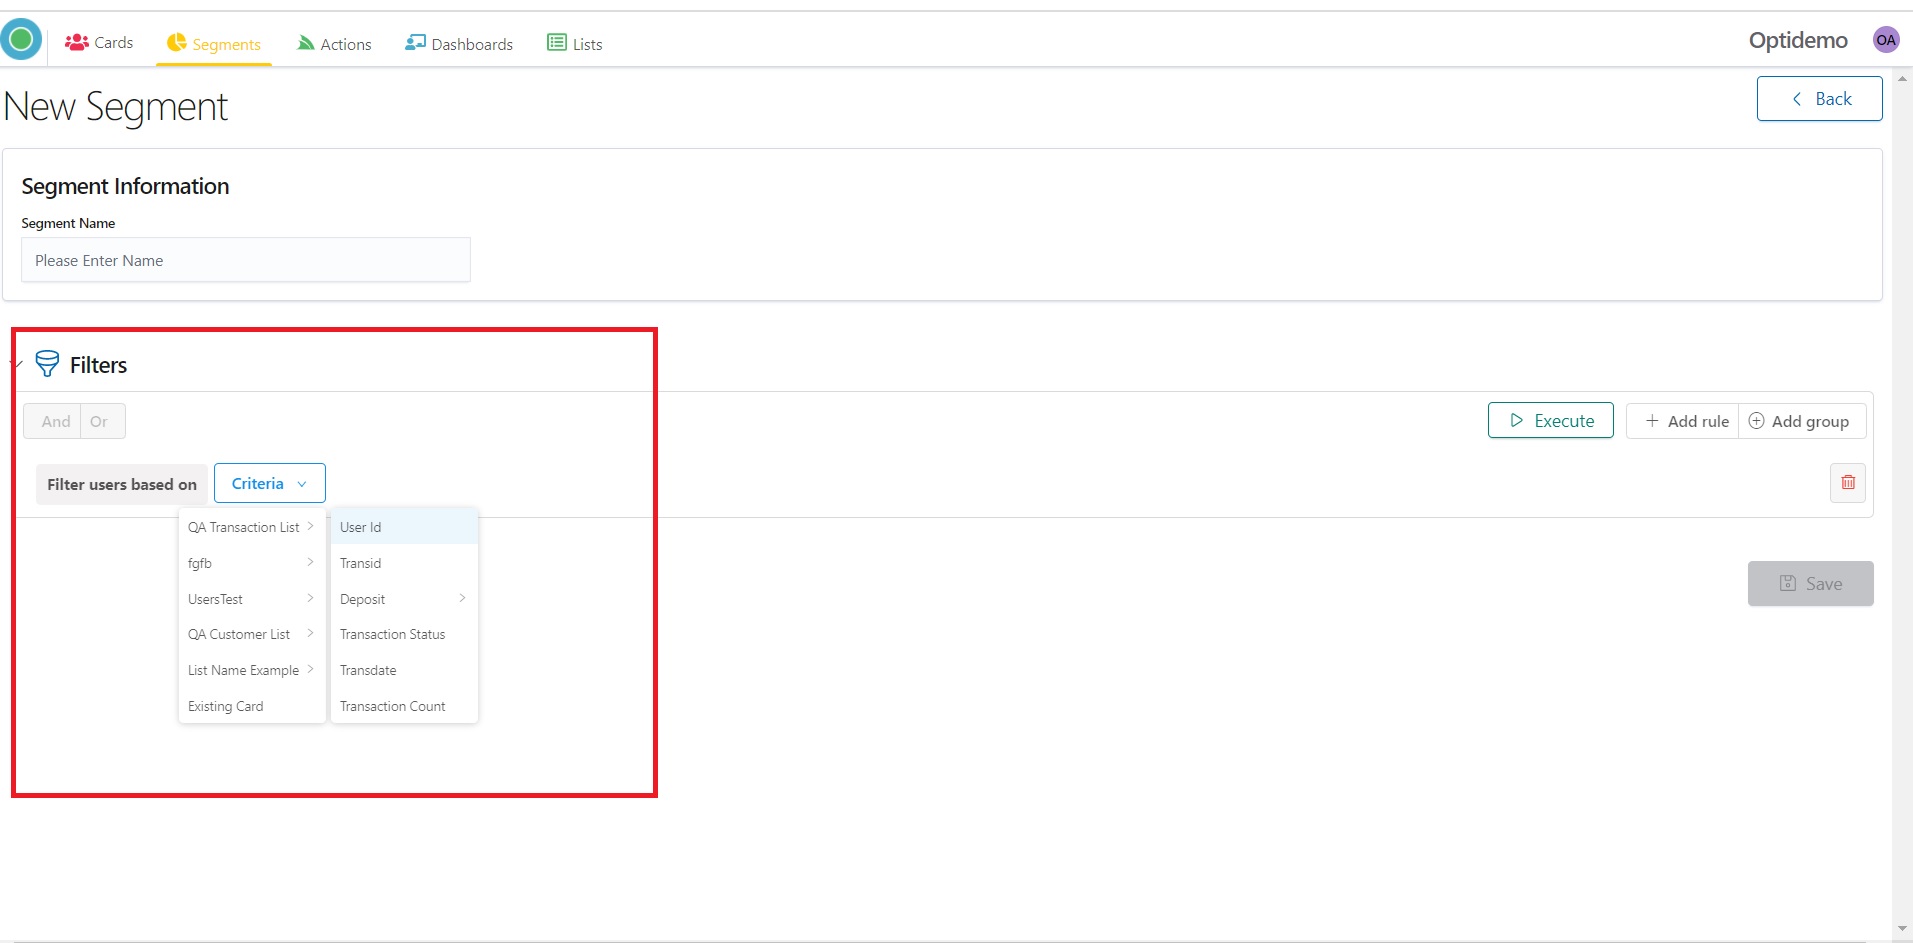 Cards Segments Actions Dashboards Lists Optidemo OA
New Segment
Back
Segment Information
Segment Name
Please Enter Name
Filters
And Or Execute Add rule Add group
Filter users based on Criteria
QA Transaction List User Id
fgfb Transid
UsersTest Deposit
QA Customer List Transaction Status
List Name Example Transdate
Existing Card Transaction Count
Save